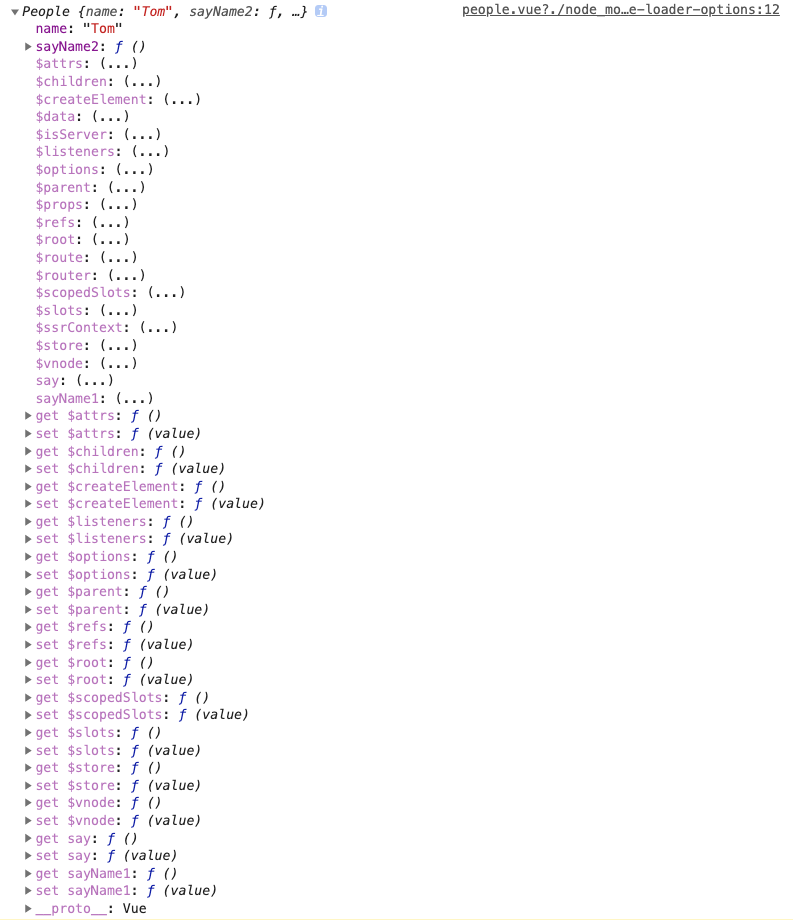 People {name: "Tom", sayName2: ƒ, …} i people.vue?./node_mo…e-loader-options:12
name: "Tom"
sayName2: ƒ ()
$attrs: (...)
$children: (...)
$createElement: (...)
$data: (...)
$isServer: (...)
$listeners: (...)
$options: (...)
$parent: (...)
$props: (...)
$refs: (...)
$root: (...)
$route: (...)
$router: (...)
$scopedSlots: (...)
$slots: (...)
$ssrContext: (...)
$store: (...)
$vnode: (...)
say: (...)
sayName1: (...)
get $attrs: ƒ ()
set $attrs: ƒ (value)
get $children: ƒ ()
set $children: ƒ (value)
get $createElement: ƒ ()
set $createElement: ƒ (value)
get $listeners: ƒ ()
set $listeners: ƒ (value)
get $options: ƒ ()
set $options: ƒ (value)
get $parent: ƒ ()
set $parent: ƒ (value)
get $refs: ƒ ()
set $refs: ƒ (value)
get $root: ƒ ()
set $root: ƒ (value)
get $scopedSlots: ƒ ()
set $scopedSlots: ƒ (value)
get $slots: ƒ ()
set $slots: ƒ (value)
get $store: ƒ ()
set $store: ƒ (value)
get $vnode: ƒ ()
set $vnode: ƒ (value)
get say: ƒ ()
set say: ƒ (value)
get sayName1: ƒ ()
set sayName1: ƒ (value)
__proto__: Vue